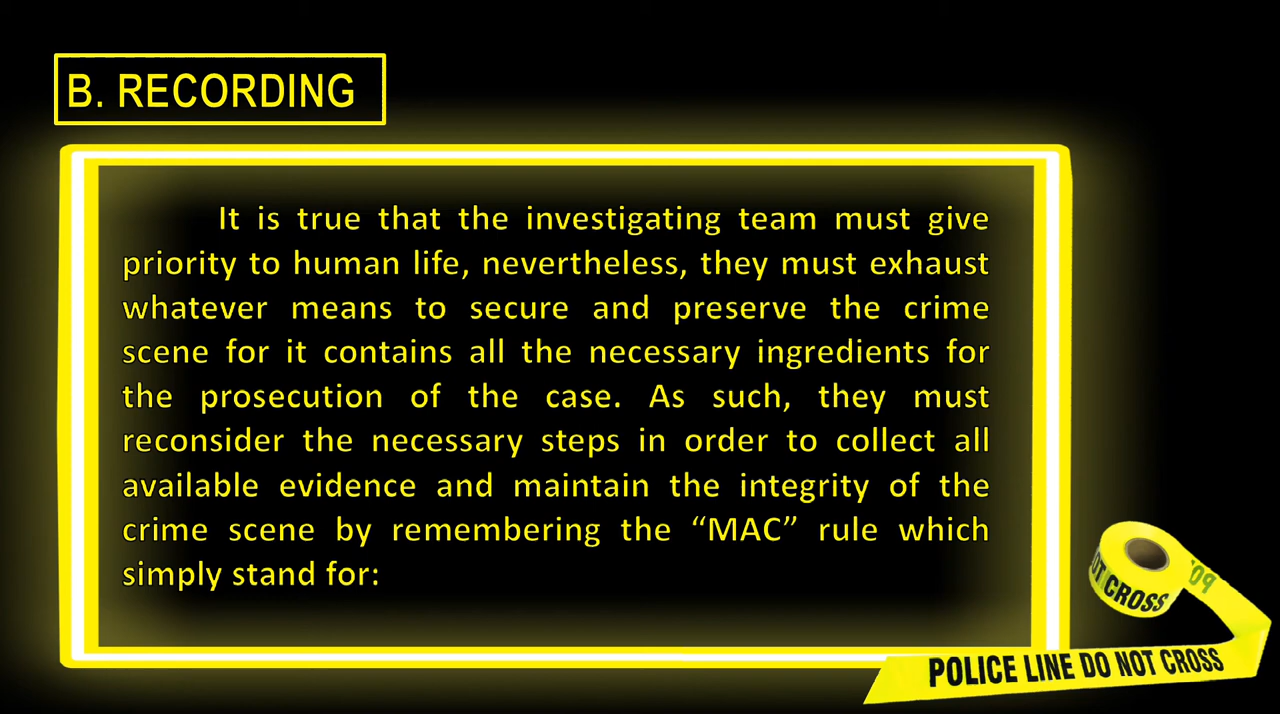 B. RECORDING
It is true that the investigating team must give
priority to human life, nevertheless, they must exhaust
whatever means to secure and preserve the crime
scene for it contains all the necessary ingredients for
the prosecution of the case. As such, they must
reconsider the necessary steps in order to collect all
available evidence and maintain the integrity of the
crime scene by remembering the “MAC” rule which
simply stand for:
OT CROSS
PO
POLICE LINE DO NOT CROSS